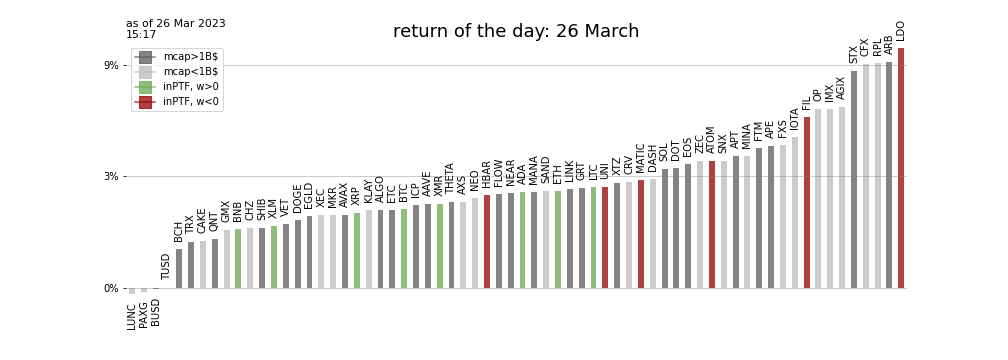 as of 26 Mar 2023
15:17
return of the day: 26 March
mcap>1B$
mcap<1B$
inPTF, w>0
inPTF, w<0
9%
3%
0%
LUNC
PAXG
BUSD
TUSD
BCH
TRX
CAKE
QNT
GMX
BNB
CHZ
SHIB
XLM
VET
DOGE
EGLD
XEC
MKR
AVAX
XRP
KLAY
ALGO
ETC
BTC
ICP
AAVE
XMR
THETA
AXS
NEO
HBAR
FLOW
NEAR
ADA
MANA
SAND
ETH
LINK
GRT
LTC
UNI
XTZ
CRV
MATIC
DASH
SOL
DOT
EOS
ZEC
ATOM
SNX
APT
MINA
FTM
APE
FXS
IOTA
FIL
OP
IMX
AGIX
STX
CFX
RPL
ARB
LDO